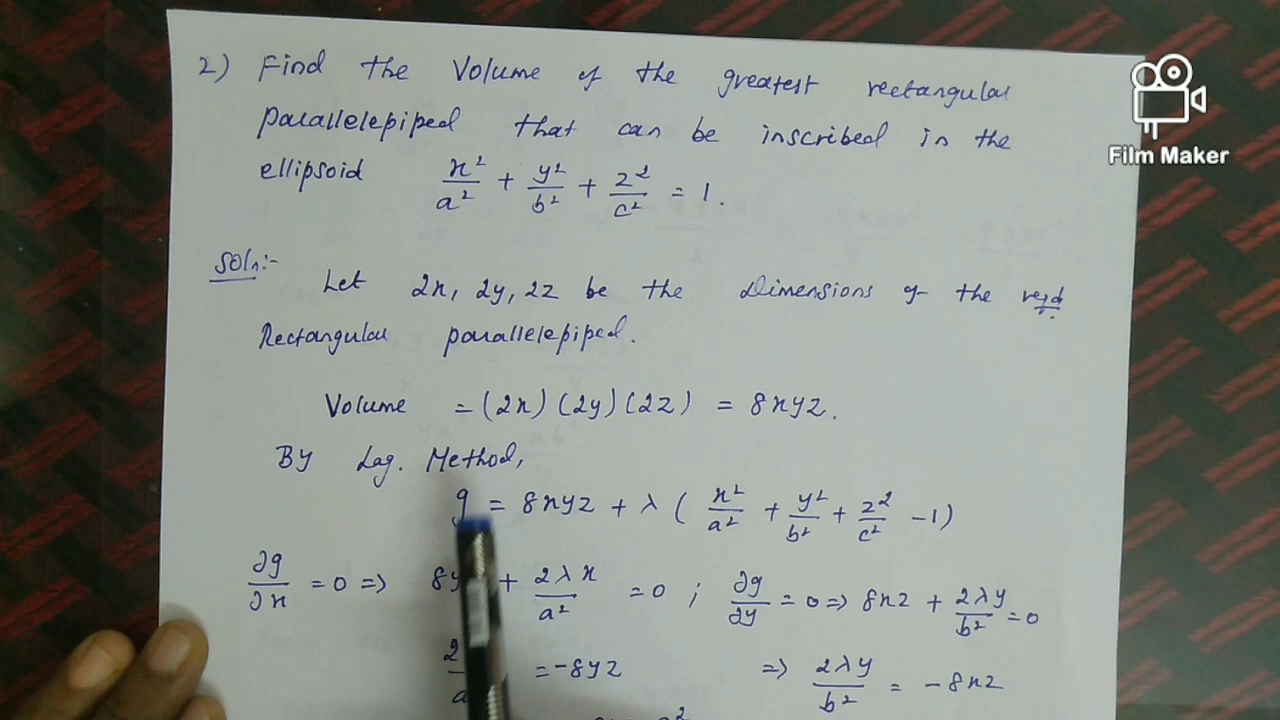 2) Find the Volume of the greatest rectangular
parallelepiped that can be inscribed in the
ellipsoid x²/a² + y²/b² + z²/c² = 1.
Soln:-
Let 2x, 2y, 2z be the dimensions of the reqd
Rectangular parallelepiped.
Volume = (2x) (2y) (2z) = 8xyz.
By Lag. Method,
g = 8xyz + λ ( x²/a² + y²/b² + z²/c² - 1)
∂g/∂x = 0 => 8y + 2λx/a² = 0 ; ∂g/∂y = 0 => 8xz + 2λy/b² = 0
= -8yz => 2λy/b² = -8xz
Film Maker